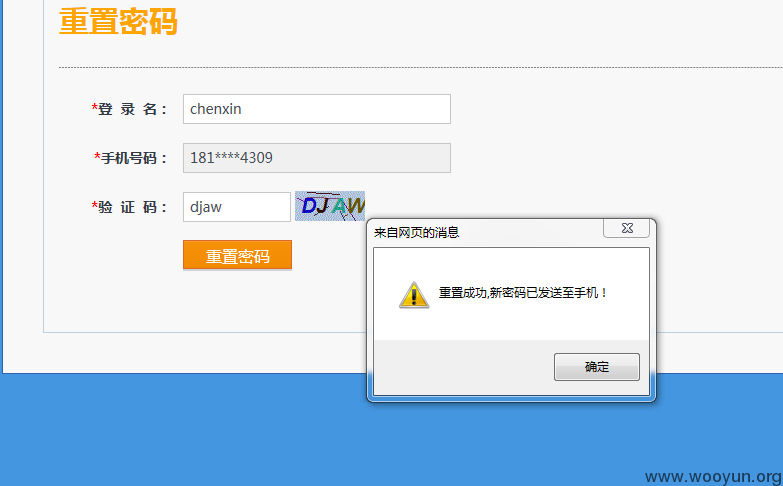 重置密码
*登 录 名： chenxin
*手机号码： 181****4309
*验 证 码： djaw DJAW
来自网页的消息
重置密码
重置成功,新密码已发送至手机！
确定
www.wooyun.org